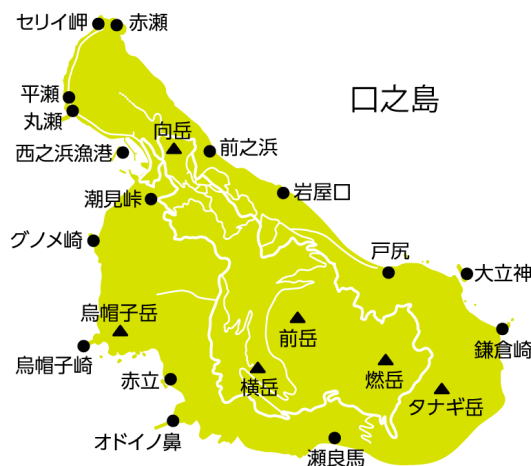 セリイ岬
赤瀬
口之島
平瀬
丸瀬
向岳
西之浜漁港
前之浜
岩屋口
潮見峠
グノメ崎
戸尻
大立神
烏帽子岳
前岳
鎌倉崎
烏帽子崎
横岳
燃岳
赤立
タナギ岳
オドイノ鼻
瀬良馬